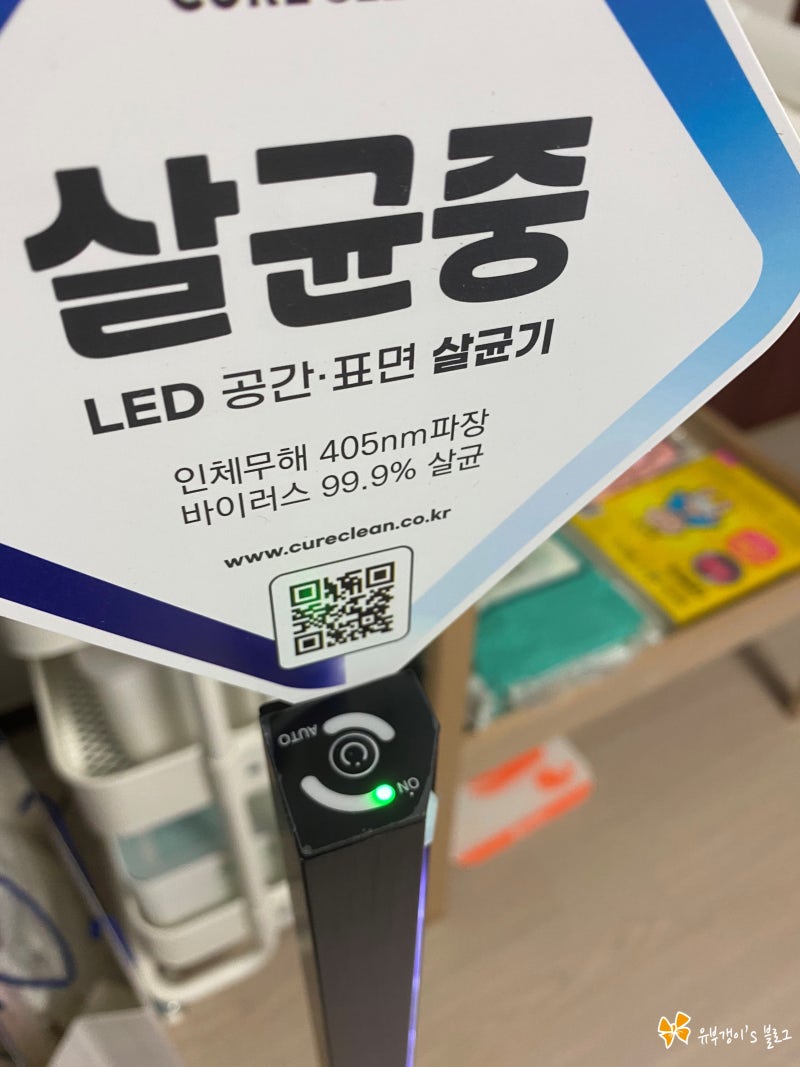 살균중
LED 공간·표면 살균기
인체무해 405nm파장
바이러스 99.9% 살균
www.cureclean.co.kr
AUTO
ON
유부갱이's 블로그